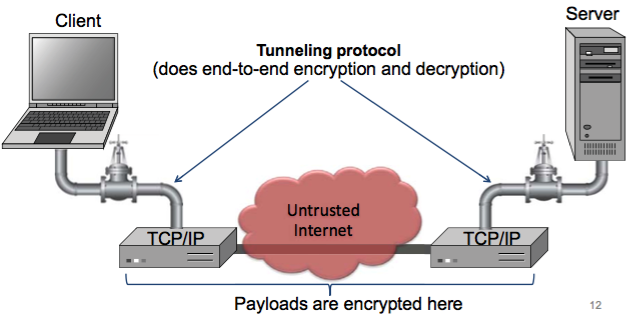 Client
Server
Tunneling protocol
(does end-to-end encryption and decryption)
Untrusted
Internet
TCP/IP
TCP/IP
Payloads are encrypted here
12